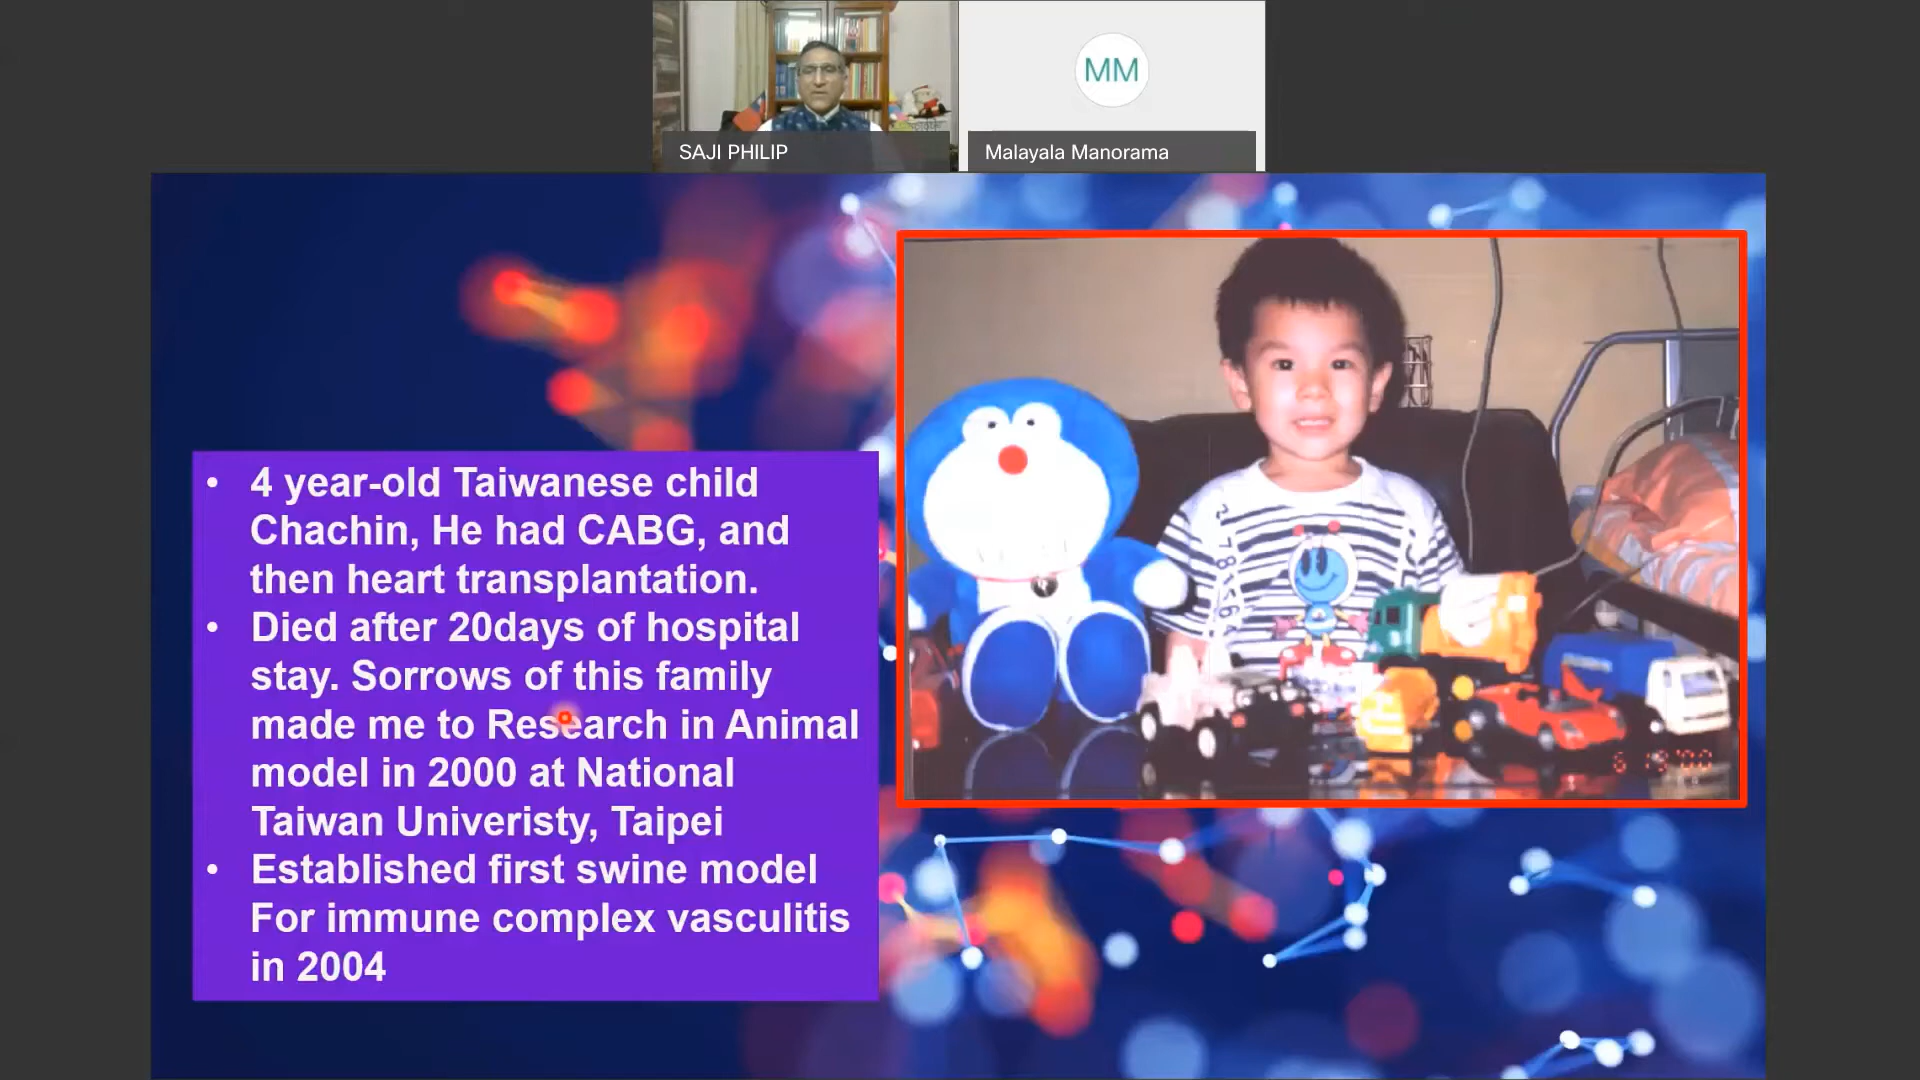 MM
SAJI PHILIP
Malayala Manorama
• 4 year-old Taiwanese child
Chachin, He had CABG, and
then heart transplantation.
• Died after 20days of hospital
stay. Sorrows of this family
made me to Research in Animal
model in 2000 at National
Taiwan Univeristy, Taipei
• Established first swine model
For immune complex vasculitis
in 2004